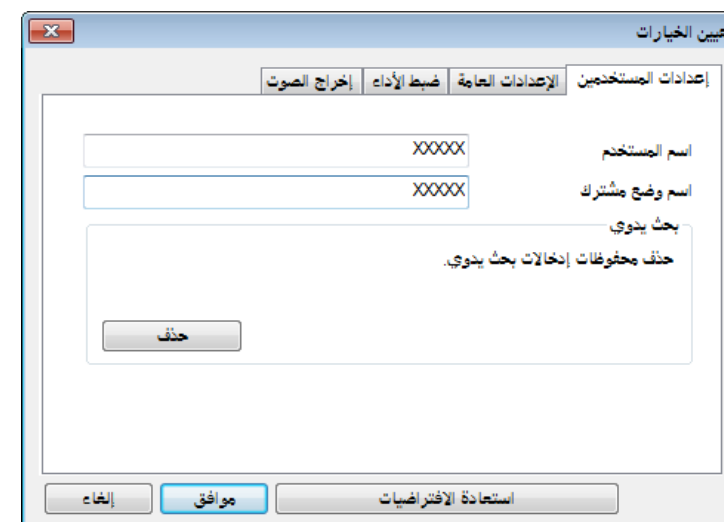 تعيين الخيارات
إعدادات المستخدمين الإعدادات العامة ضبط الأداء إخراج الصوت
اسم المستخدم XXXXX
اسم وضع مشترك XXXXX
بحث يدوي
حذف محفوظات إدخالات بحث يدوي.
حذف
استعادة الافتراضيات موافق إلغاء